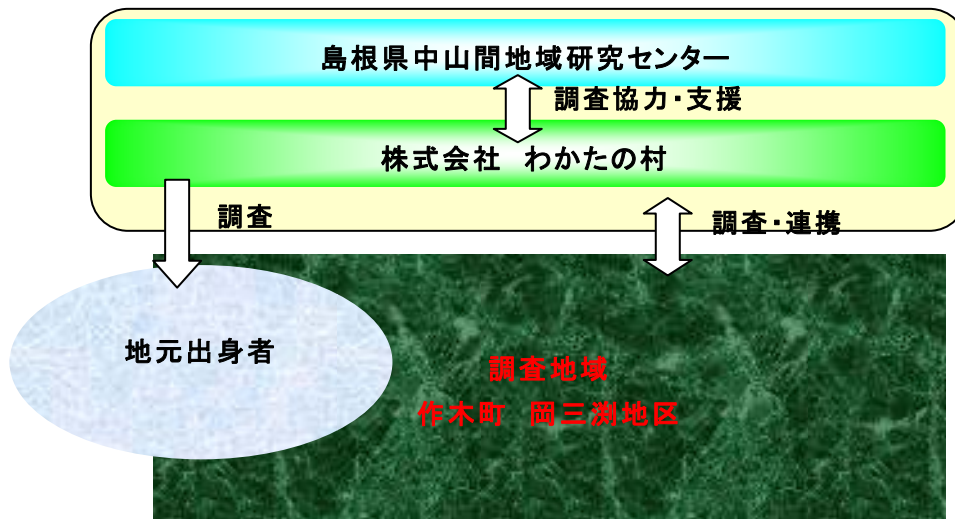 島根県中山間地域研究センター
調査協力・支援
株式会社　わかたの村
調査
調査・連携
地元出身者
調査地域
作木町　岡三渕地区